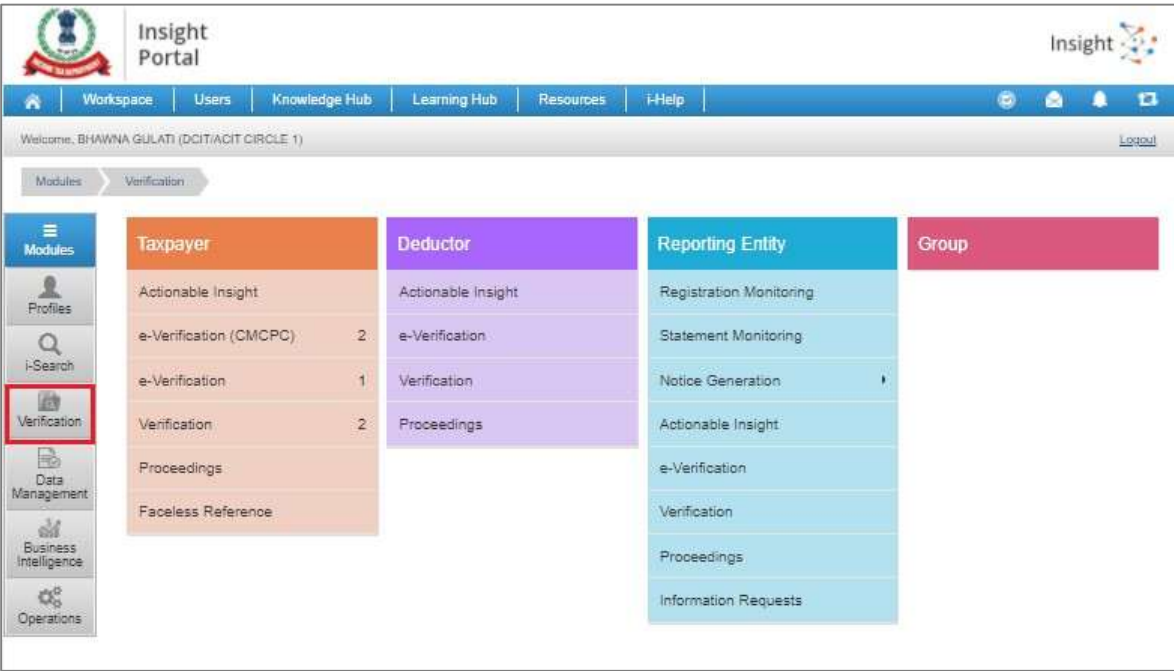 Insight
Portal
Insight
Workspace
Users
Knowledge Hub
Learning Hub
Resources
i-Help
Welcome, BHAWNA GULATI (DCIT/ACIT CIRCLE 1)
Logout
Modules
Verification
Modules
Profiles
i-Search
Verification
Data
Management
Business
Intelligence
Operations
Taxpayer
Actionable Insight
e-Verification (CMCPC) 2
e-Verification 1
Verification 2
Proceedings
Faceless Reference
Deductor
Actionable Insight
e-Verification
Verification
Proceedings
Reporting Entity
Registration Monitoring
Statement Monitoring
Notice Generation
Actionable Insight
e-Verification
Verification
Proceedings
Information Requests
Group